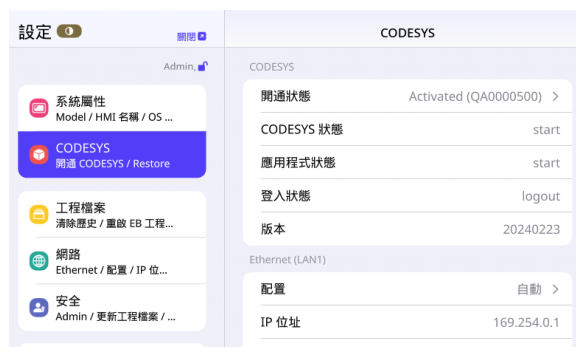 設定
關閉
Admin,
系統屬性
Model / HMI 名稱 / OS ...
CODESYS
開通 CODESYS / Restore
工程檔案
清除歷史 / 重啟 EB 工程...
網路
Ethernet / 配置 / IP 位...
安全
Admin / 更新工程檔案 / ...
CODESYS
CODESYS
開通狀態 Activated (QA0000500) >
CODESYS 狀態 start
應用程式狀態 start
登入狀態 logout
版本 20240223
Ethernet (LAN1)
配置 自動 >
IP 位址 169.254.0.1